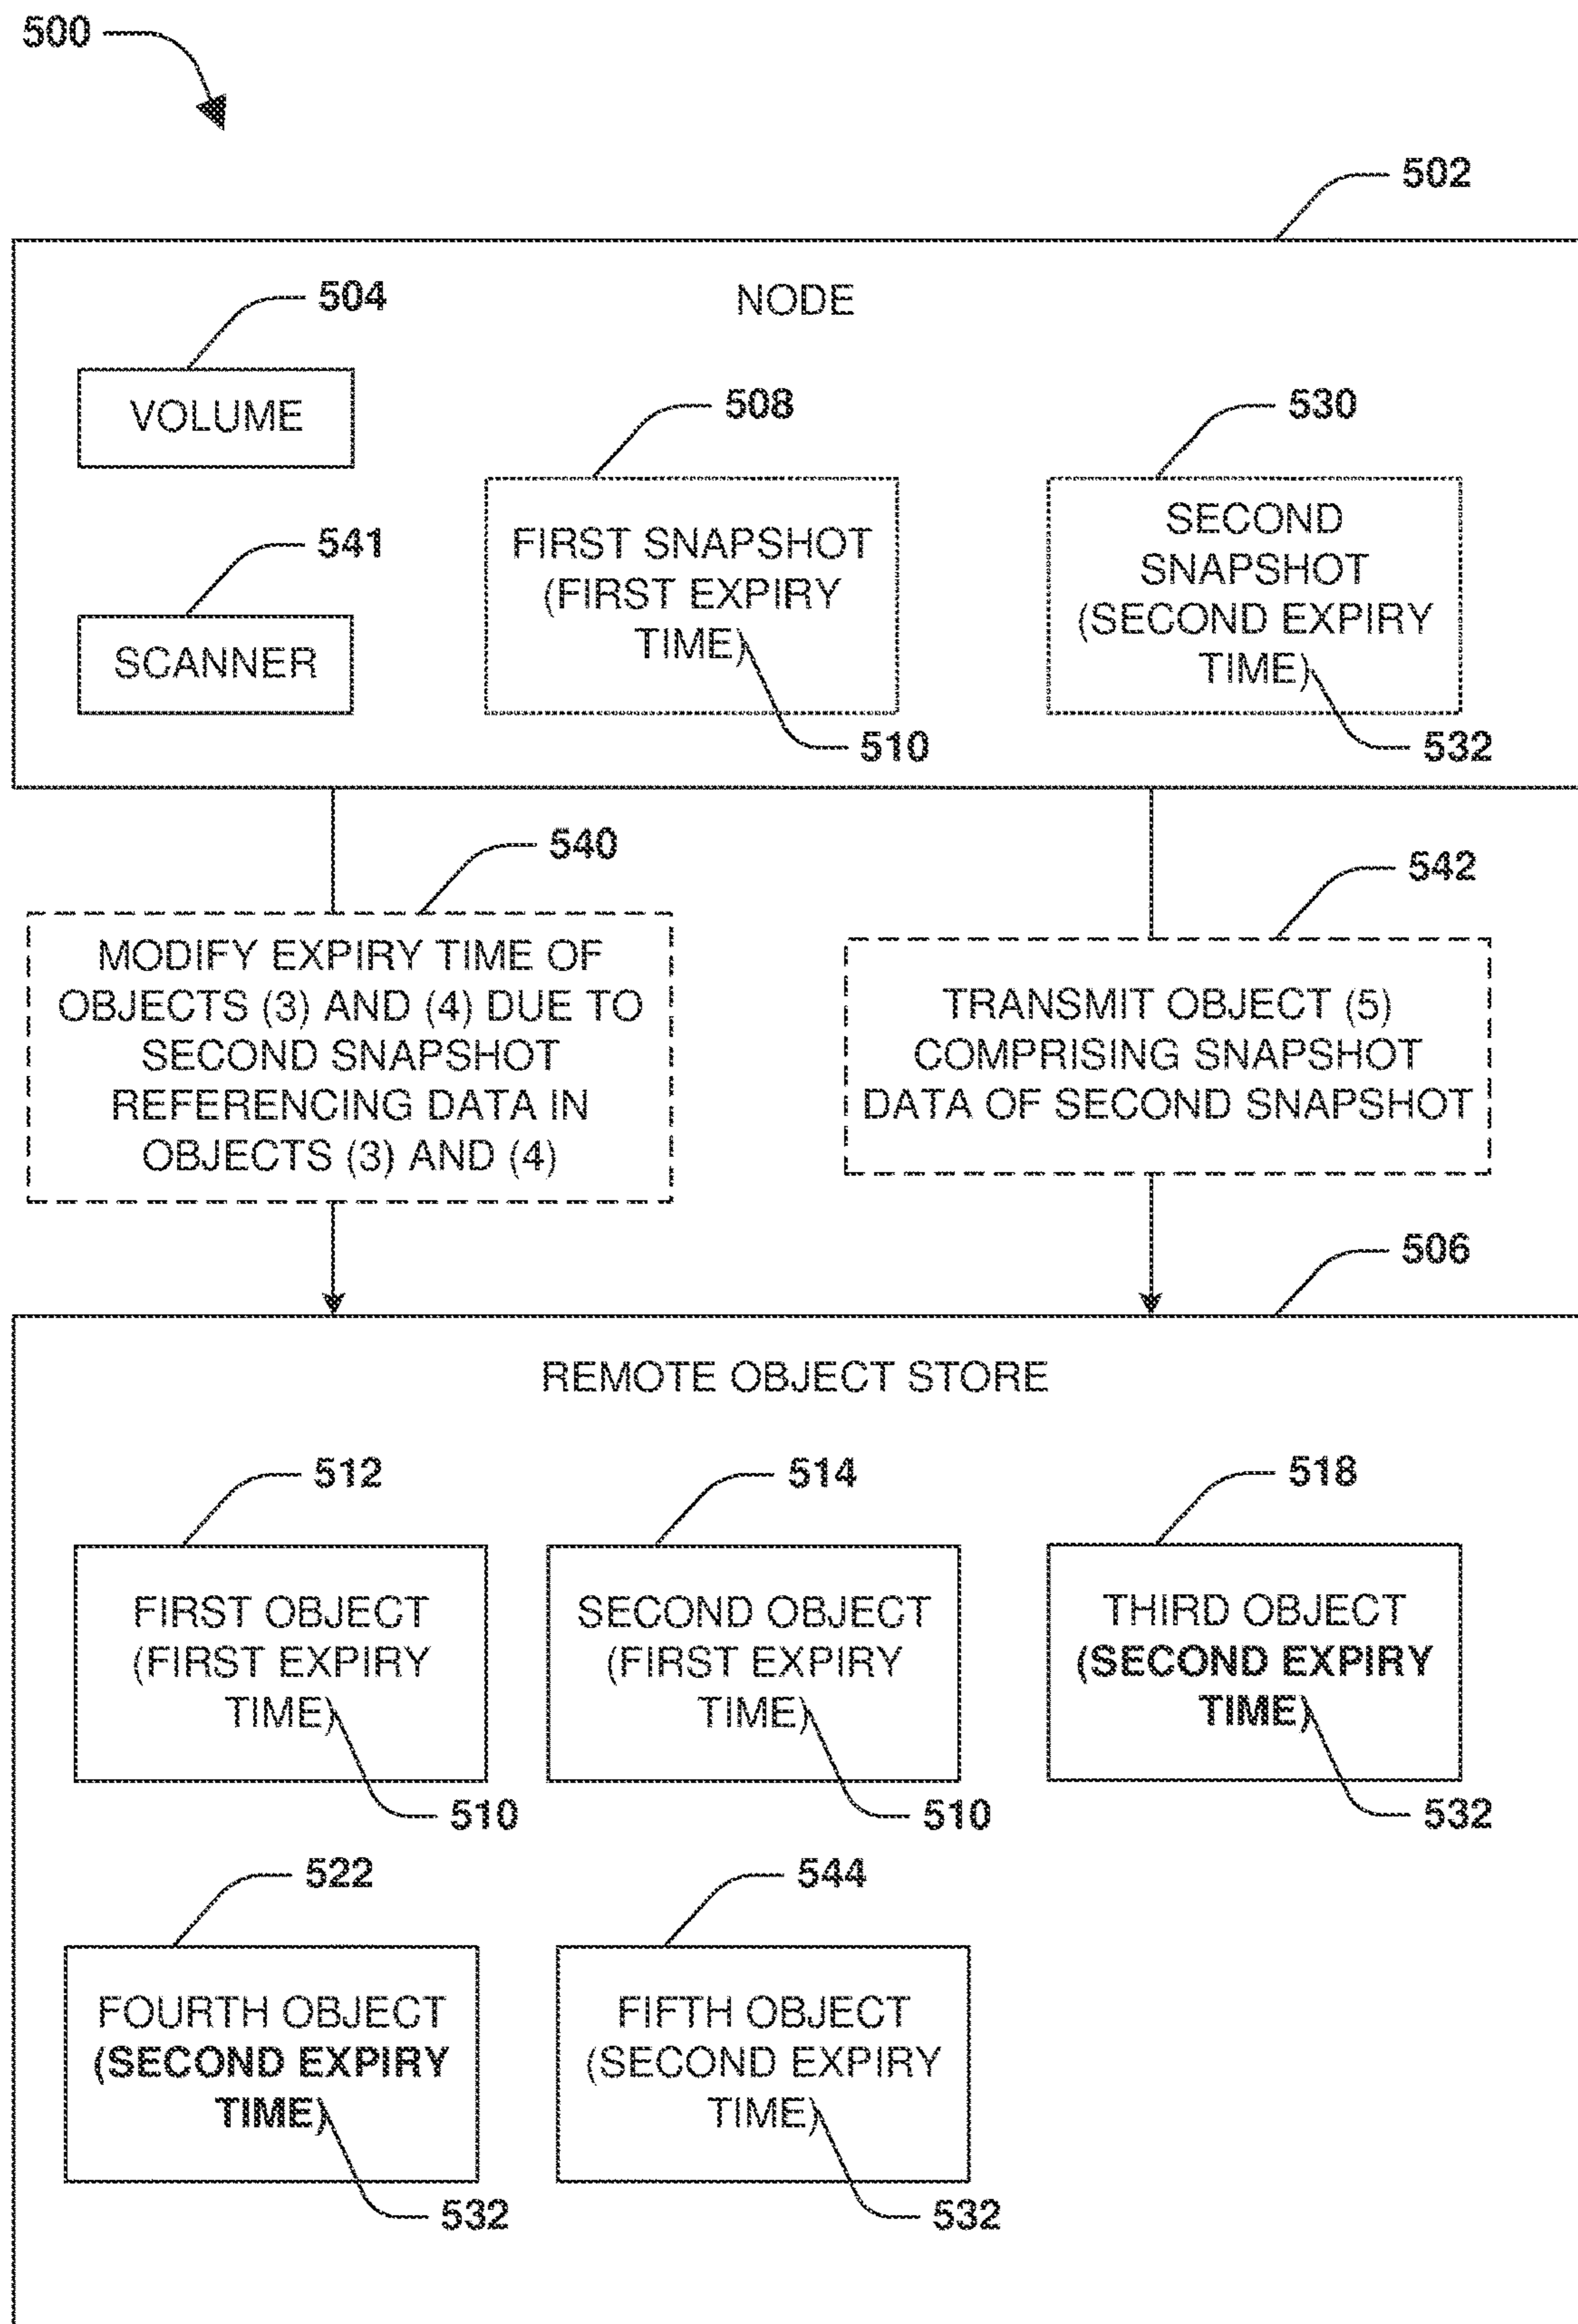 500
502
NODE
504
VOLUME
508
530
FIRST SNAPSHOT
(FIRST EXPIRY
TIME)
510
SECOND
SNAPSHOT
(SECOND EXPIRY
TIME)
532
541
SCANNER
540
MODIFY EXPIRY TIME OF
OBJECTS (3) AND (4) DUE TO
SECOND SNAPSHOT
REFERENCING DATA IN
OBJECTS (3) AND (4)
542
TRANSMIT OBJECT (5)
COMPRISING SNAPSHOT
DATA OF SECOND SNAPSHOT
506
REMOTE OBJECT STORE
512
FIRST OBJECT
(FIRST EXPIRY
TIME)
510
514
SECOND OBJECT
(FIRST EXPIRY
TIME)
510
518
THIRD OBJECT
(SECOND EXPIRY
TIME)
532
522
FOURTH OBJECT
(SECOND EXPIRY
TIME)
532
544
FIFTH OBJECT
(SECOND EXPIRY
TIME)
532